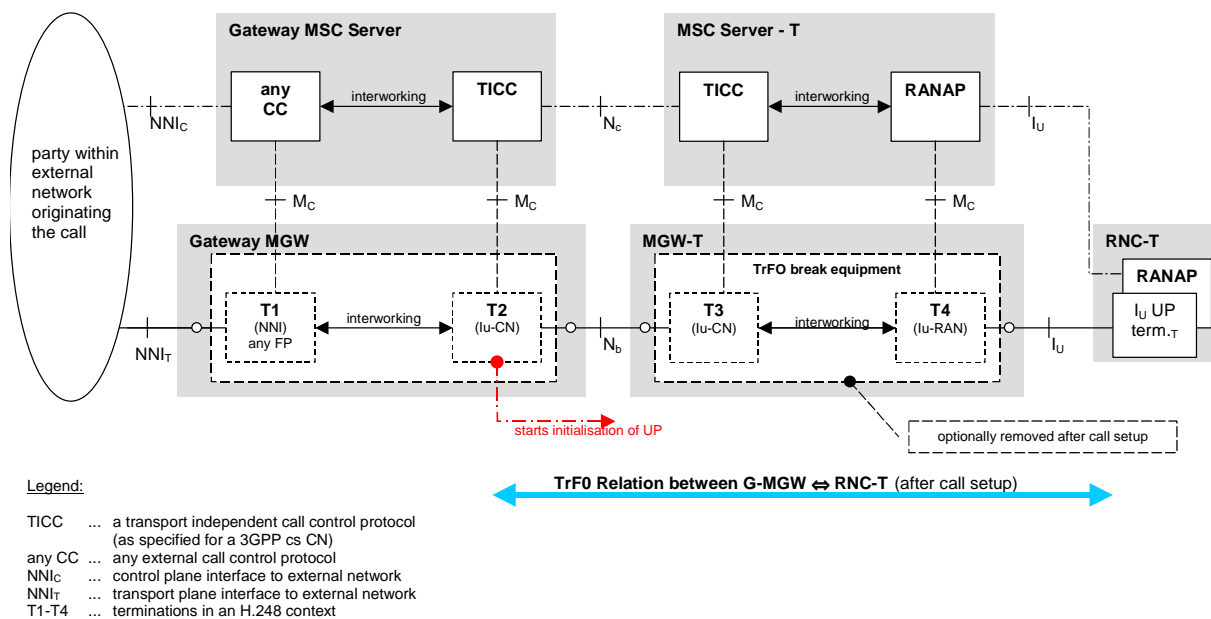 Gateway MSC Server
MSC Server - T
any
CC
interworking
TICC
TICC
interworking
RANAP
NNIC
NC
IU
party within
external
network
originating
the call
MC
MC
MC
MC
Gateway MGW
MGW-T
RNC-T
TrFO break equipment
RANAP
T1
(NNI)
any FP
interworking
T2
(Iu-CN)
T3
(Iu-CN)
interworking
T4
(Iu-RAN)
IU UP
term.T
NNIT
Nb
IU
starts initialisation of UP
optionally removed after call setup
TrF0 Relation between G-MGW ⇔ RNC-T (after call setup)
Legend:
TICC ... a transport independent call control protocol
(as specified for a 3GPP cs CN)
any CC ... any external call control protocol
NNIC ... control plane interface to external network
NNIT ... transport plane interface to external network
T1-T4 ... terminations in an H.248 context